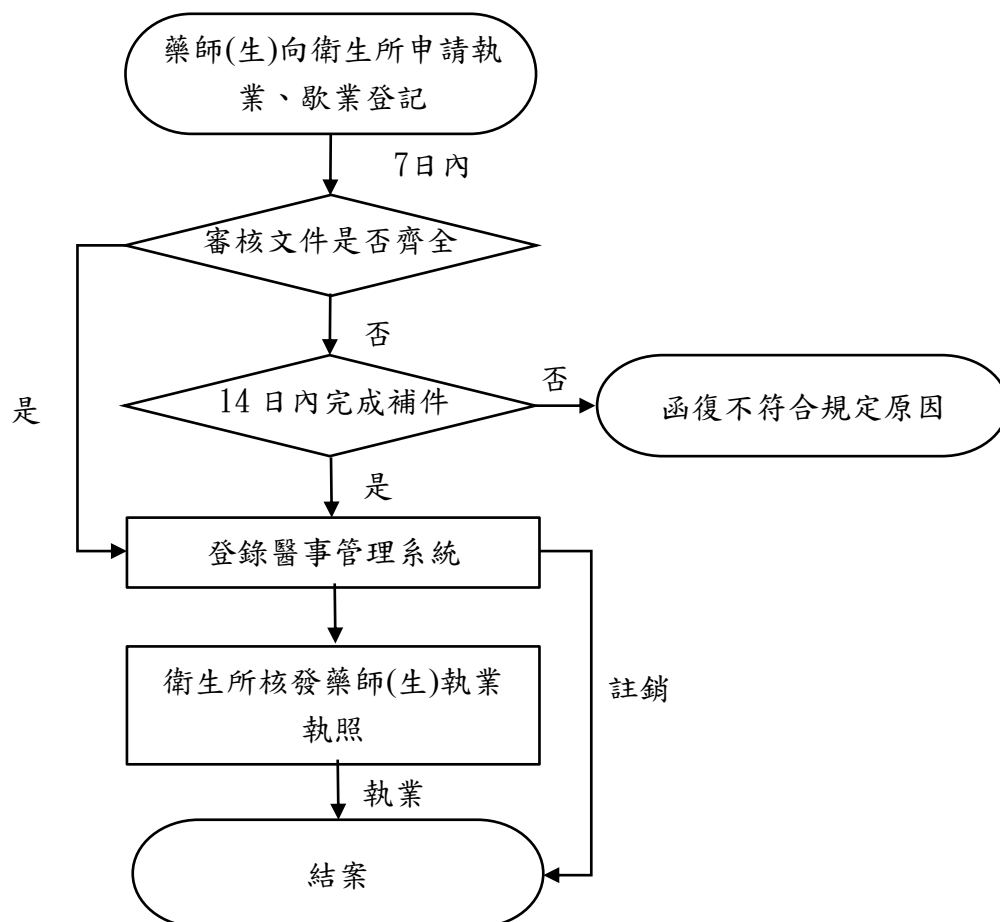 藥師(生)向衛生所申請執
業、歇業登記
7日內
審核文件是否齊全
否
是
14 日內完成補件
否
函復不符合規定原因
是
登錄醫事管理系統
衛生所核發藥師(生)執業
執照
註銷
執業
結案